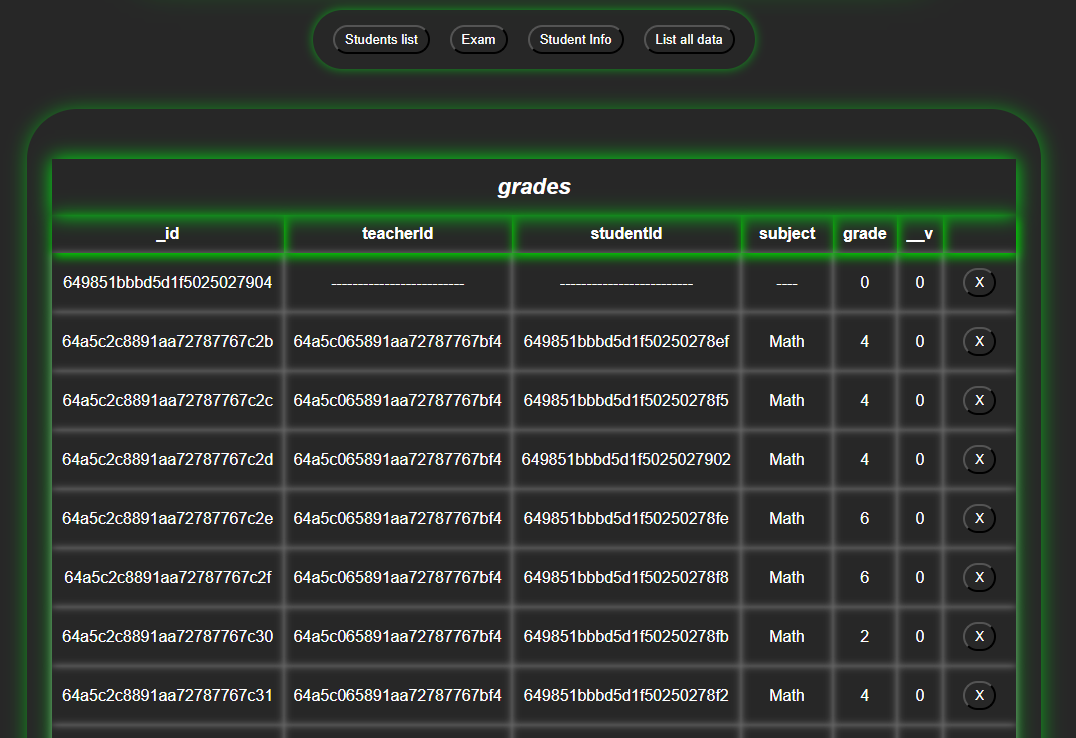 Students list Exam Student Info List all data
grades
_id teacherId studentId subject grade __v
649851bbbd5d1f5025027904 ------------------------- ------------------------- ---- 0 0 X
64a5c2c8891aa72787767c2b 64a5c065891aa72787767bf4 649851bbbd5d1f50250278ef Math 4 0 X
64a5c2c8891aa72787767c2c 64a5c065891aa72787767bf4 649851bbbd5d1f50250278f5 Math 4 0 X
64a5c2c8891aa72787767c2d 64a5c065891aa72787767bf4 649851bbbd5d1f5025027902 Math 4 0 X
64a5c2c8891aa72787767c2e 64a5c065891aa72787767bf4 649851bbbd5d1f50250278fe Math 6 0 X
64a5c2c8891aa72787767c2f 64a5c065891aa72787767bf4 649851bbbd5d1f50250278f8 Math 6 0 X
64a5c2c8891aa72787767c30 64a5c065891aa72787767bf4 649851bbbd5d1f50250278fb Math 2 0 X
64a5c2c8891aa72787767c31 64a5c065891aa72787767bf4 649851bbbd5d1f50250278f2 Math 4 0 X